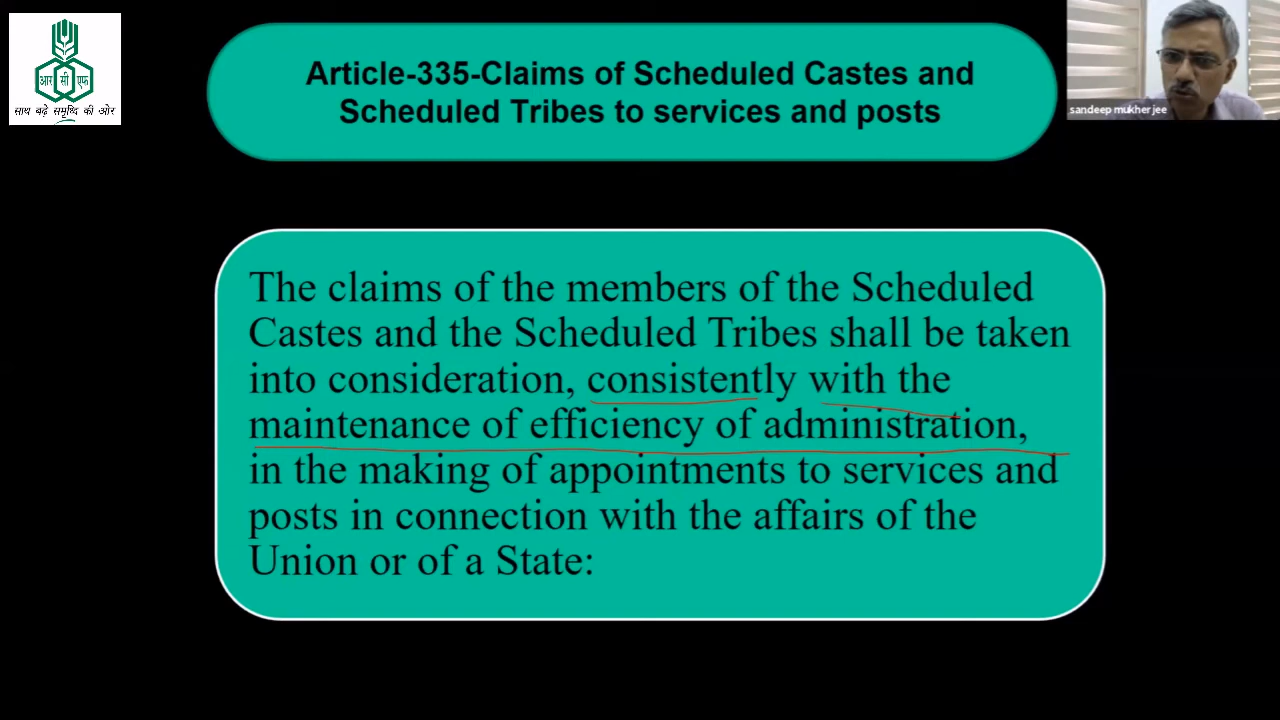 आर सी एफ
साथ बढ़े समृध्दि की ओर
Article-335-Claims of Scheduled Castes and
Scheduled Tribes to services and posts
sandeep mukherjee
The claims of the members of the Scheduled
Castes and the Scheduled Tribes shall be taken
into consideration, consistently with the
maintenance of efficiency of administration,
in the making of appointments to services and
posts in connection with the affairs of the
Union or of a State: